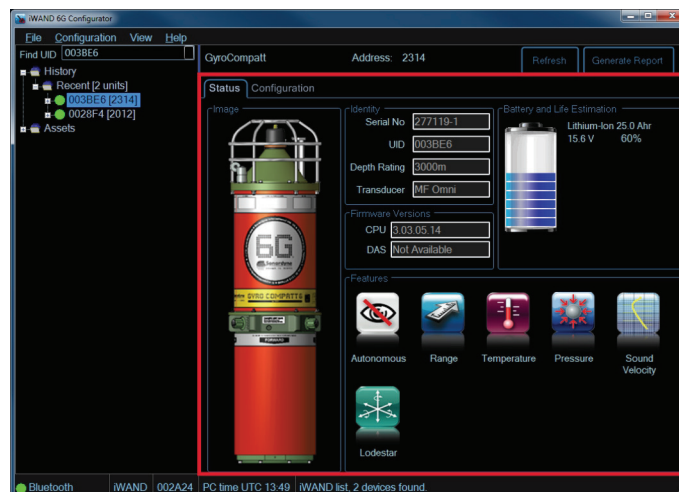 iWAND 6G Configurator
File Configuration View Help
Find UID 003BE6
History
Recent [2 units]
003BE6 [2314]
0028F4 [2012]
Assets
GyroCompatt Address: 2314 Refresh Generate Report
Status Configuration
Image
6G
Sonardyne
GYRO COMPATT 6
FORWARD
Identity
Serial No 277119-1
UID 003BE6
Depth Rating 3000m
Transducer MF Omni
Firmware Versions
CPU 3.03.05.14
DAS Not Available
Battery and Life Estimation
Lithium-Ion 25.0 Ahr
15.6 V 60%
Features
Autonomous Range Temperature Pressure Sound Velocity
Lodestar
Bluetooth iWAND 002A24 PC time UTC 13:49 iWAND list, 2 devices found.